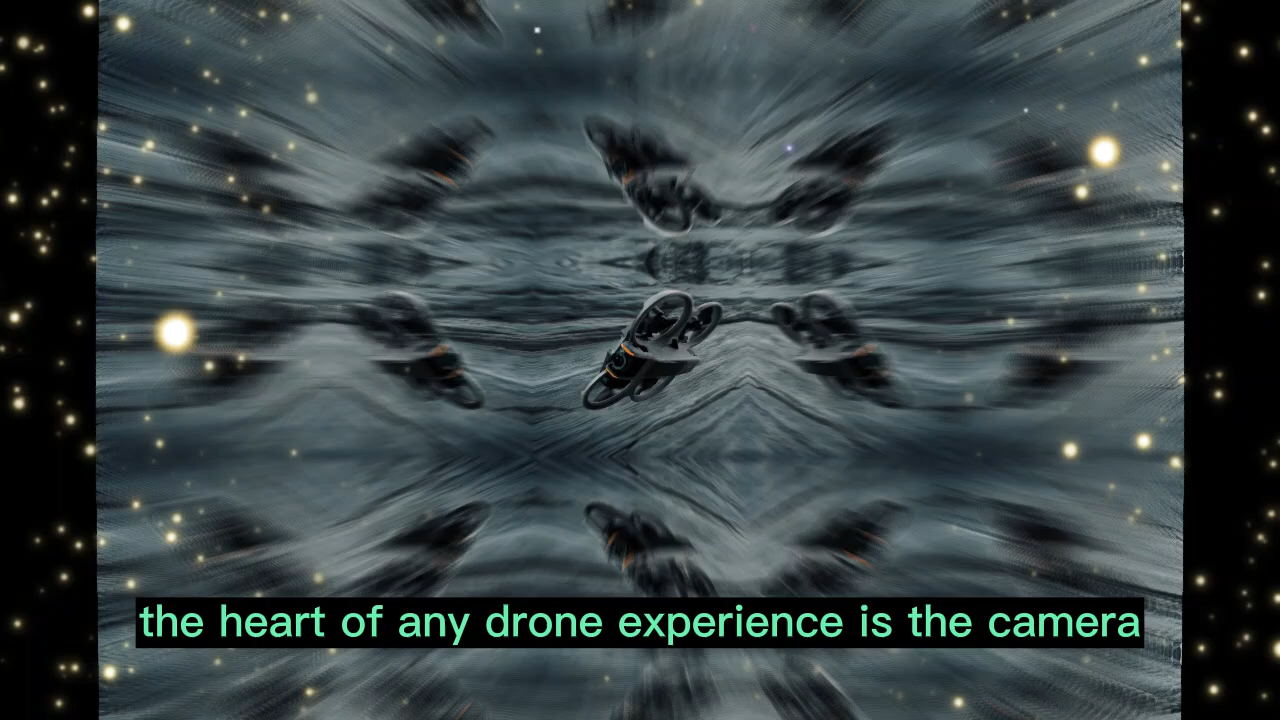 the heart of any drone experience is the camera